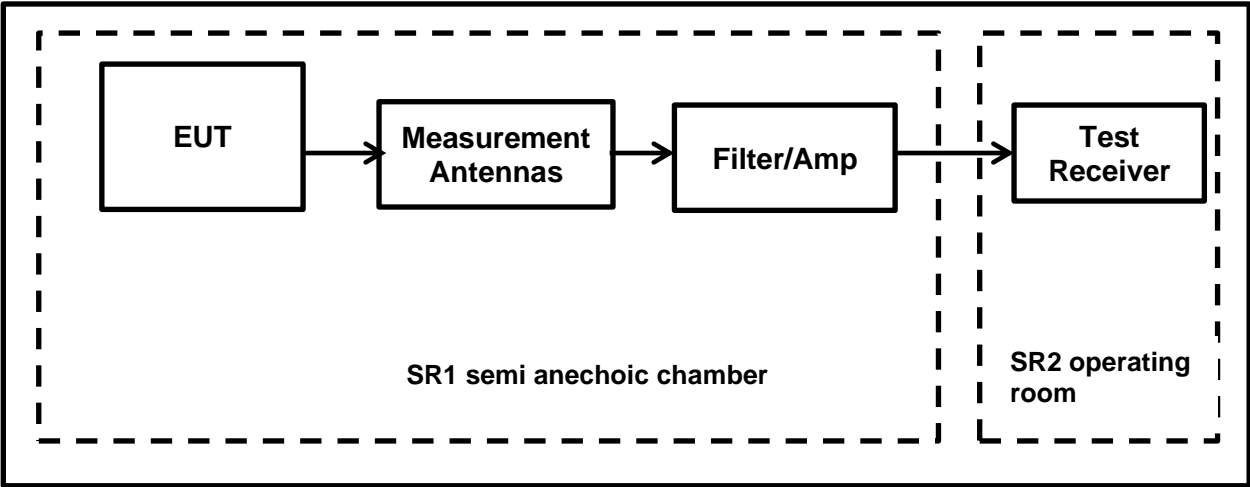 EUT
Measurement
Antennas
Filter/Amp
Test
Receiver
SR1 semi anechoic chamber
SR2 operating
room